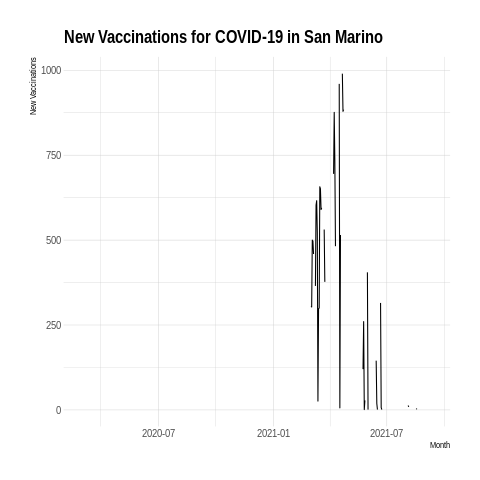 New Vaccinations for COVID-19 in San Marino
New Vaccinations
1000
750
500
250
0
2020-07 2021-01 2021-07
Month